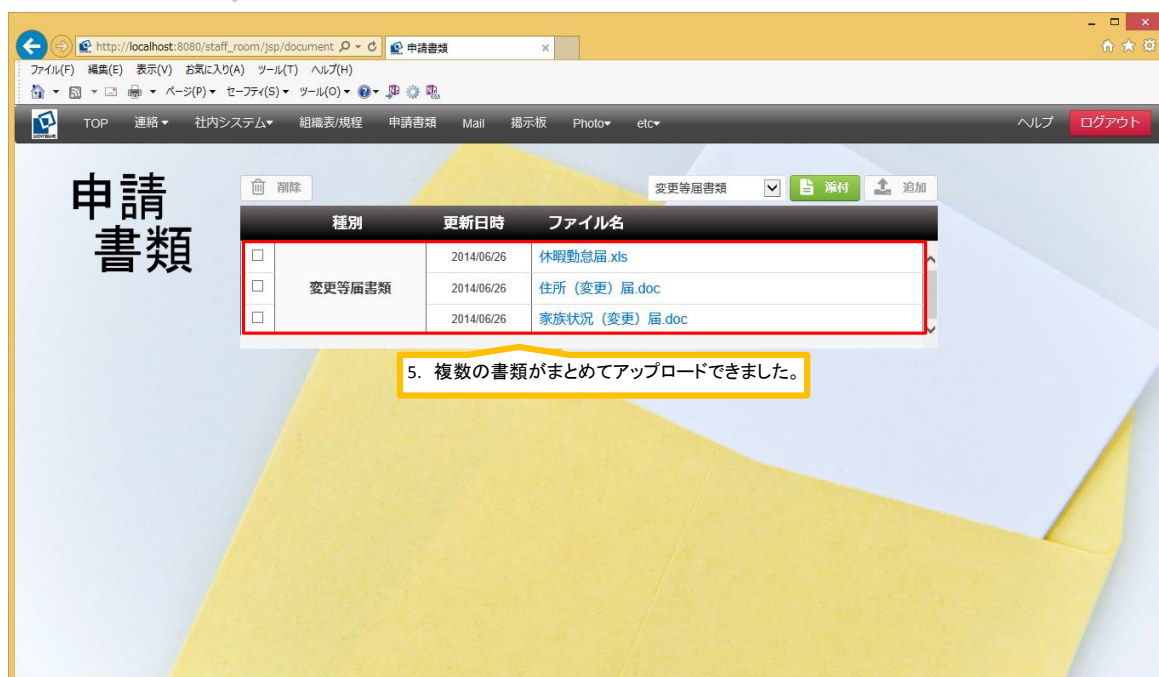 http://localhost:8080/staff_room/jsp/document
申請書類
ファイル(F) 編集(E) 表示(V) お気に入り(A) ツール(T) ヘルプ(H)
ページ(P) セーフティ(S) ツール(O)
TOP 連絡 社内システム 組織表/規程 申請書類 Mail 掲示板 Photo etc ヘルプ ログアウト
申請
書類
削除 変更等届書類 添付 追加
種別 更新日時 ファイル名
2014/06/26 休暇勤怠届.xls
変更等届書類 2014/06/26 住所（変更）届.doc
2014/06/26 家族状況（変更）届.doc
5. 複数の書類がまとめてアップロードできました。